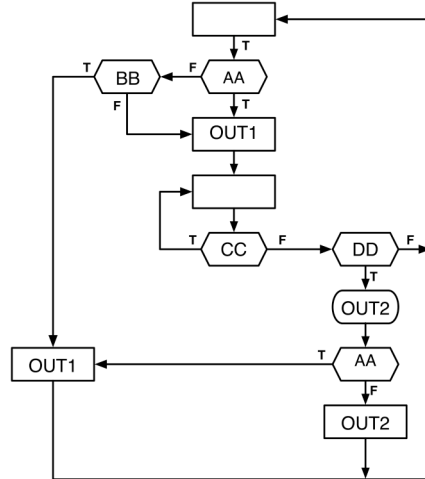 T
T BB F AA
F T
OUT1
T CC F DD F
T
OUT2
OUT1 T AA
F
OUT2